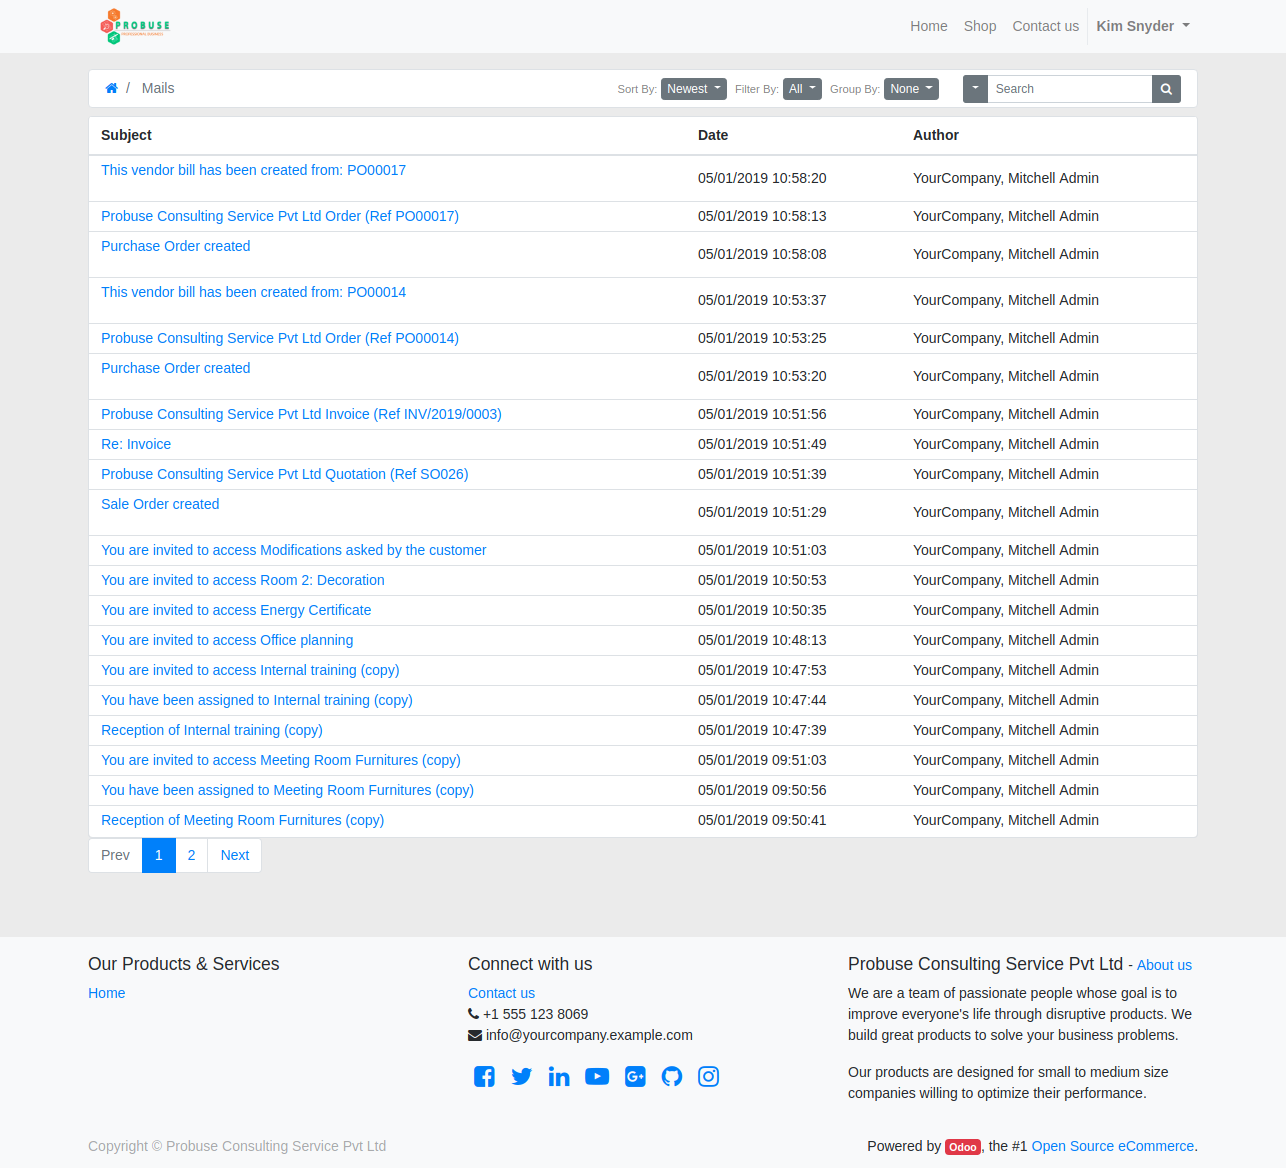 PROBUSE
Home Shop Contact us Kim Snyder
/ Mails Sort By: Newest Filter By: All Group By: None Search
Subject Date Author
This vendor bill has been created from: PO00017 05/01/2019 10:58:20 YourCompany, Mitchell Admin
Probuse Consulting Service Pvt Ltd Order (Ref PO00017) 05/01/2019 10:58:13 YourCompany, Mitchell Admin
Purchase Order created 05/01/2019 10:58:08 YourCompany, Mitchell Admin
This vendor bill has been created from: PO00014 05/01/2019 10:53:37 YourCompany, Mitchell Admin
Probuse Consulting Service Pvt Ltd Order (Ref PO00014) 05/01/2019 10:53:25 YourCompany, Mitchell Admin
Purchase Order created 05/01/2019 10:53:20 YourCompany, Mitchell Admin
Probuse Consulting Service Pvt Ltd Invoice (Ref INV/2019/0003) 05/01/2019 10:51:56 YourCompany, Mitchell Admin
Re: Invoice 05/01/2019 10:51:49 YourCompany, Mitchell Admin
Probuse Consulting Service Pvt Ltd Quotation (Ref SO026) 05/01/2019 10:51:39 YourCompany, Mitchell Admin
Sale Order created 05/01/2019 10:51:29 YourCompany, Mitchell Admin
You are invited to access Modifications asked by the customer 05/01/2019 10:51:03 YourCompany, Mitchell Admin
You are invited to access Room 2: Decoration 05/01/2019 10:50:53 YourCompany, Mitchell Admin
You are invited to access Energy Certificate 05/01/2019 10:50:35 YourCompany, Mitchell Admin
You are invited to access Office planning 05/01/2019 10:48:13 YourCompany, Mitchell Admin
You are invited to access Internal training (copy) 05/01/2019 10:47:53 YourCompany, Mitchell Admin
You have been assigned to Internal training (copy) 05/01/2019 10:47:44 YourCompany, Mitchell Admin
Reception of Internal training (copy) 05/01/2019 10:47:39 YourCompany, Mitchell Admin
You are invited to access Meeting Room Furnitures (copy) 05/01/2019 09:51:03 YourCompany, Mitchell Admin
You have been assigned to Meeting Room Furnitures (copy) 05/01/2019 09:50:56 YourCompany, Mitchell Admin
Reception of Meeting Room Furnitures (copy) 05/01/2019 09:50:41 YourCompany, Mitchell Admin
Prev 1 2 Next
Our Products & Services
Home
Connect with us
Contact us
+1 555 123 8069
info@yourcompany.example.com
Probuse Consulting Service Pvt Ltd - About us
We are a team of passionate people whose goal is to
improve everyone's life through disruptive products. We
build great products to solve your business problems.
Our products are designed for small to medium size
companies willing to optimize their performance.
Copyright © Probuse Consulting Service Pvt Ltd
Powered by Odoo, the #1 Open Source eCommerce.